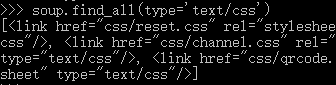 >>> soup.find_all(type='text/css')
[<link href="css/reset.css" rel="styleshee
css"/>, <link href="css/channel.css" rel="
type="text/css"/>, <link href="css/qrcode.
sheet" type="text/css"/>]